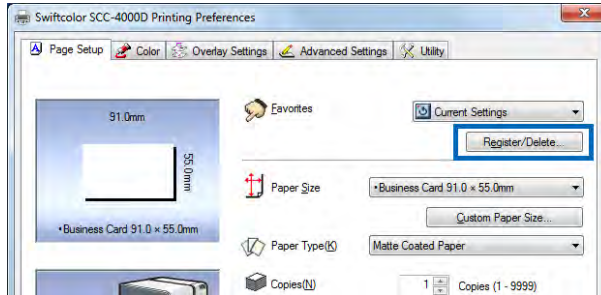 Swiftcolor SCC-4000D Printing Preferences
Page Setup Color Overlay Settings Advanced Settings Utility
91.0mm
55.0mm
•Business Card 91.0 × 55.0mm
Favorites Current Settings
Register/Delete...
Paper Size •Business Card 91.0 × 55.0mm
Custom Paper Size...
Paper Type(K) Matte Coated Paper
Copies(N) 1 Copies (1 - 9999)